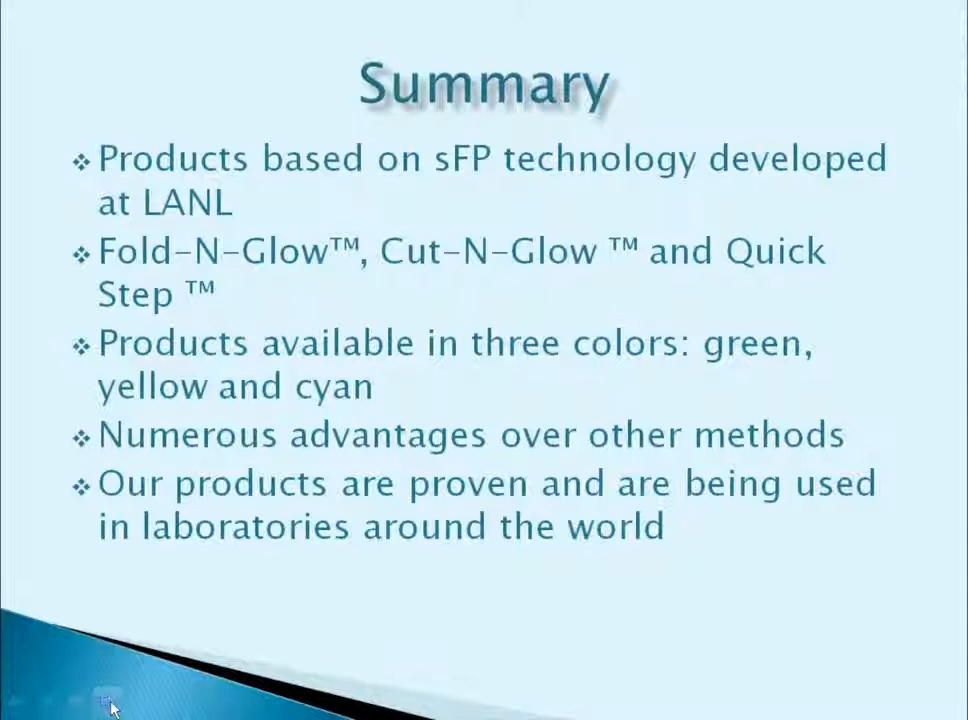 Summary
❖ Products based on sFP technology developed
at LANL
❖ Fold-N-Glow™, Cut-N-Glow ™ and Quick
Step ™
❖ Products available in three colors: green,
yellow and cyan
❖ Numerous advantages over other methods
❖ Our products are proven and are being used
in laboratories around the world